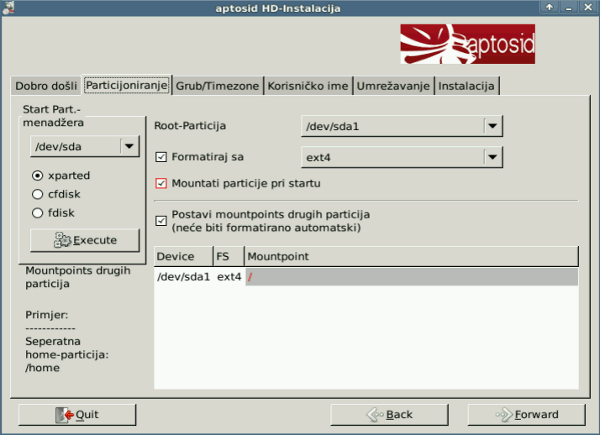 aptosid HD-Instalacija
aptosid
Dobro došli Particijoniranje Grub/Timezone Korisničko ime Umrežavanje Instalacija
Start Part.-
menadžera
/dev/sda
xparted
cfdisk
fdisk
Execute
Mountpoints drugih
particija
Primjer:
------------
Seperatna
home-particija:
/home
Root-Particija /dev/sda1
Formatiraj sa ext4
Mountati particije pri startu
Postavi mountpoints drugih particija
(neće biti formatirano automatski)
Device FS Mountpoint
/dev/sda1 ext4 /
Quit Back Forward